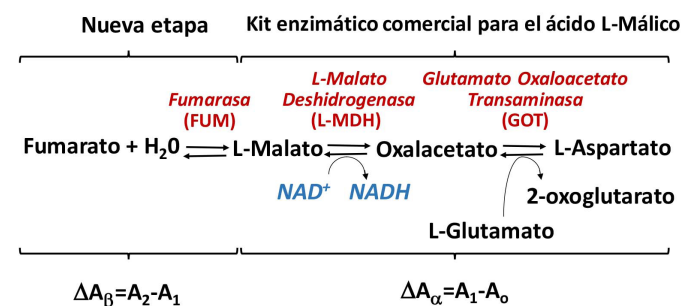 Nueva etapa
Kit enzimático comercial para el ácido L-Málico
Fumarasa
(FUM)
L-Malato
Deshidrogenasa
(L-MDH)
Glutamato Oxaloacetato
Transaminasa
(GOT)
Fumarato + H₂0
L-Malato
Oxalacetato
L-Aspartato
NAD⁺
NADH
2-oxoglutarato
L-Glutamato
ΔAβ=A₂-A₁
ΔAα=A₁-Aₒ